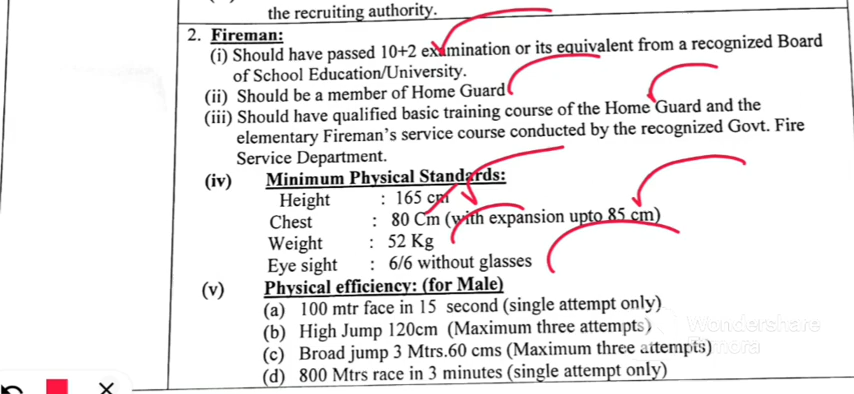 the recruiting authority.
2. Fireman:
(i) Should have passed 10+2 examination or its equivalent from a recognized Board
of School Education/University.
(ii) Should be a member of Home Guard
(iii) Should have qualified basic training course of the Home Guard and the
elementary Fireman's service course conducted by the recognized Govt. Fire
Service Department.
(iv) Minimum Physical Standards:
Height : 165 cm
Chest : 80 Cm (with expansion upto 85 cm)
Weight : 52 Kg
Eye sight : 6/6 without glasses
(v) Physical efficiency: (for Male)
(a) 100 mtr face in 15 second (single attempt only)
(b) High Jump 120cm (Maximum three attempts)
Wondershare
(c) Broad jump 3 Mtrs.60 cms (Maximum three attempts)
(d) 800 Mtrs race in 3 minutes (single attempt only)